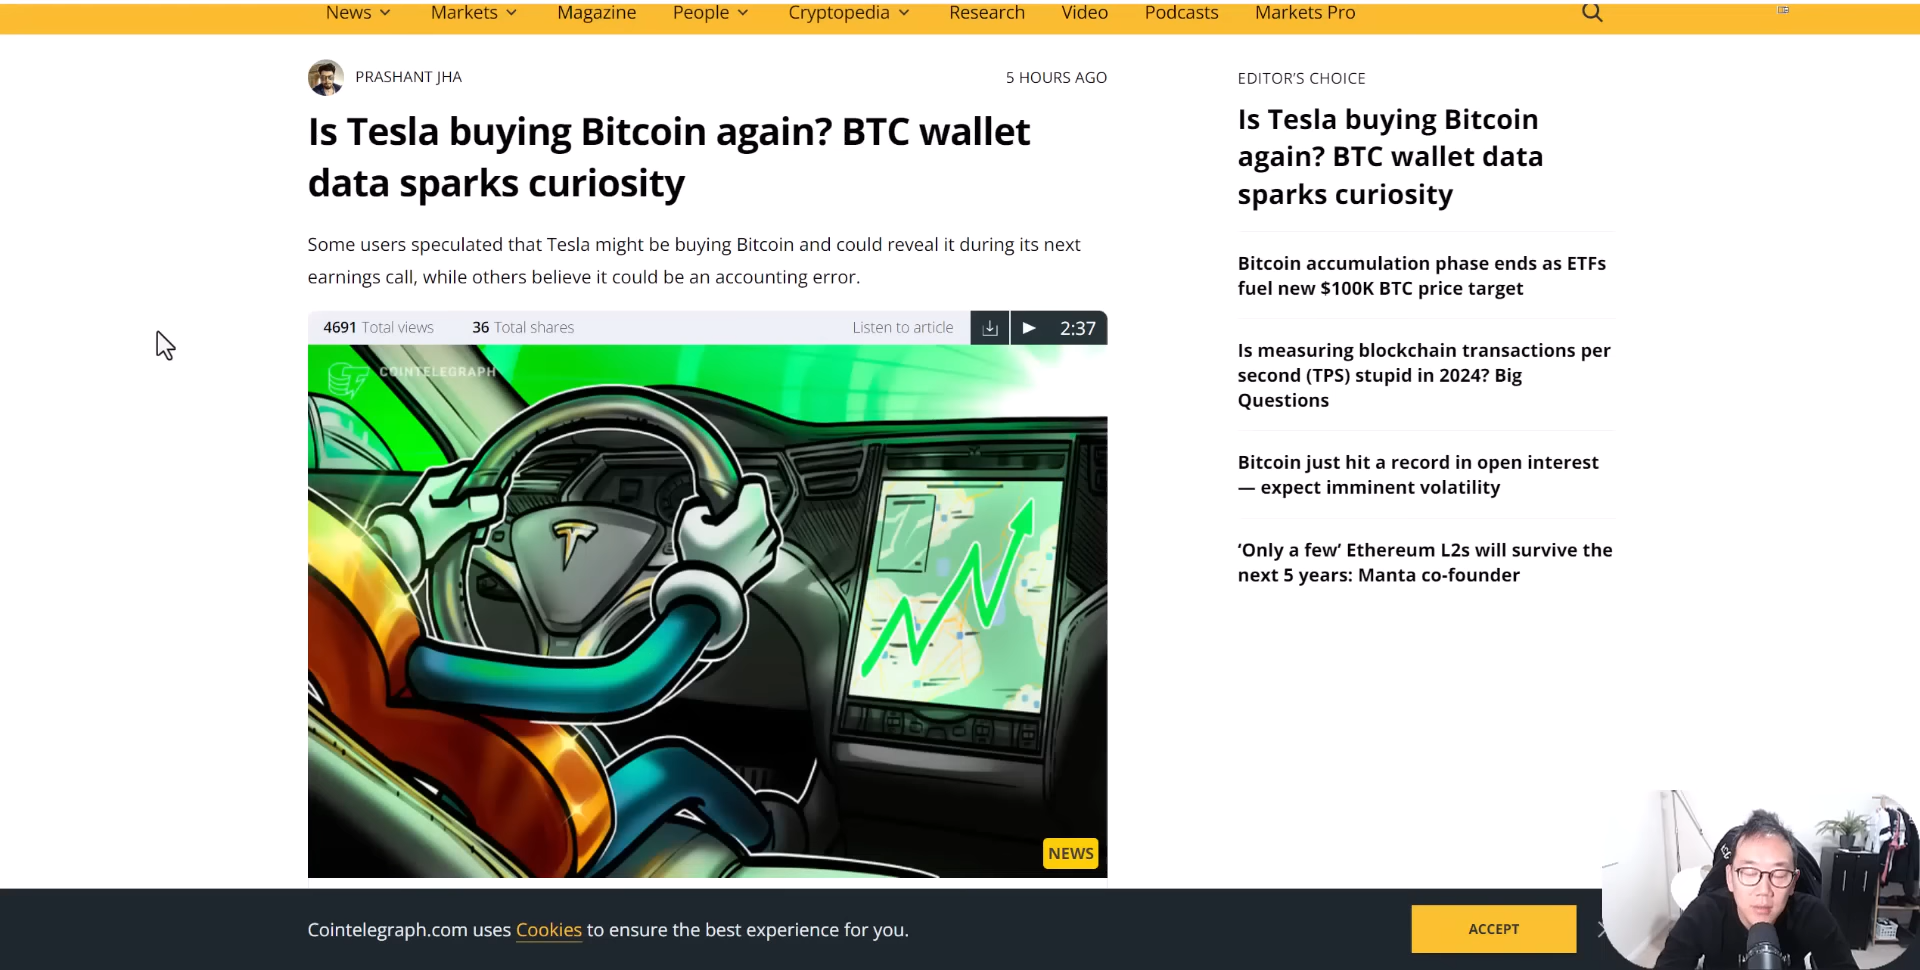 News
Markets
Magazine
People
Cryptopedia
Research
Video
Podcasts
Markets Pro
PRASHANT JHA
5 HOURS AGO
Is Tesla buying Bitcoin again? BTC wallet
data sparks curiosity
Some users speculated that Tesla might be buying Bitcoin and could reveal it during its next
earnings call, while others believe it could be an accounting error.
4691 Total views
36 Total shares
Listen to article
2:37
COINTELEGRAPH
NEWS
EDITOR'S CHOICE
Is Tesla buying Bitcoin
again? BTC wallet data
sparks curiosity
Bitcoin accumulation phase ends as ETFs
fuel new $100K BTC price target
Is measuring blockchain transactions per
second (TPS) stupid in 2024? Big
Questions
Bitcoin just hit a record in open interest
— expect imminent volatility
‘Only a few’ Ethereum L2s will survive the
next 5 years: Manta co-founder
Cointelegraph.com uses Cookies to ensure the best experience for you.
ACCEPT